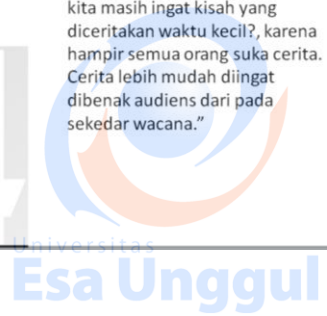 kita masih ingat kisah yang
diceritakan waktu kecil?, karena
hampir semua orang suka cerita.
Cerita lebih mudah diingat
dibenak audiens dari pada
sekedar wacana.”
Universitas
Esa Unggul